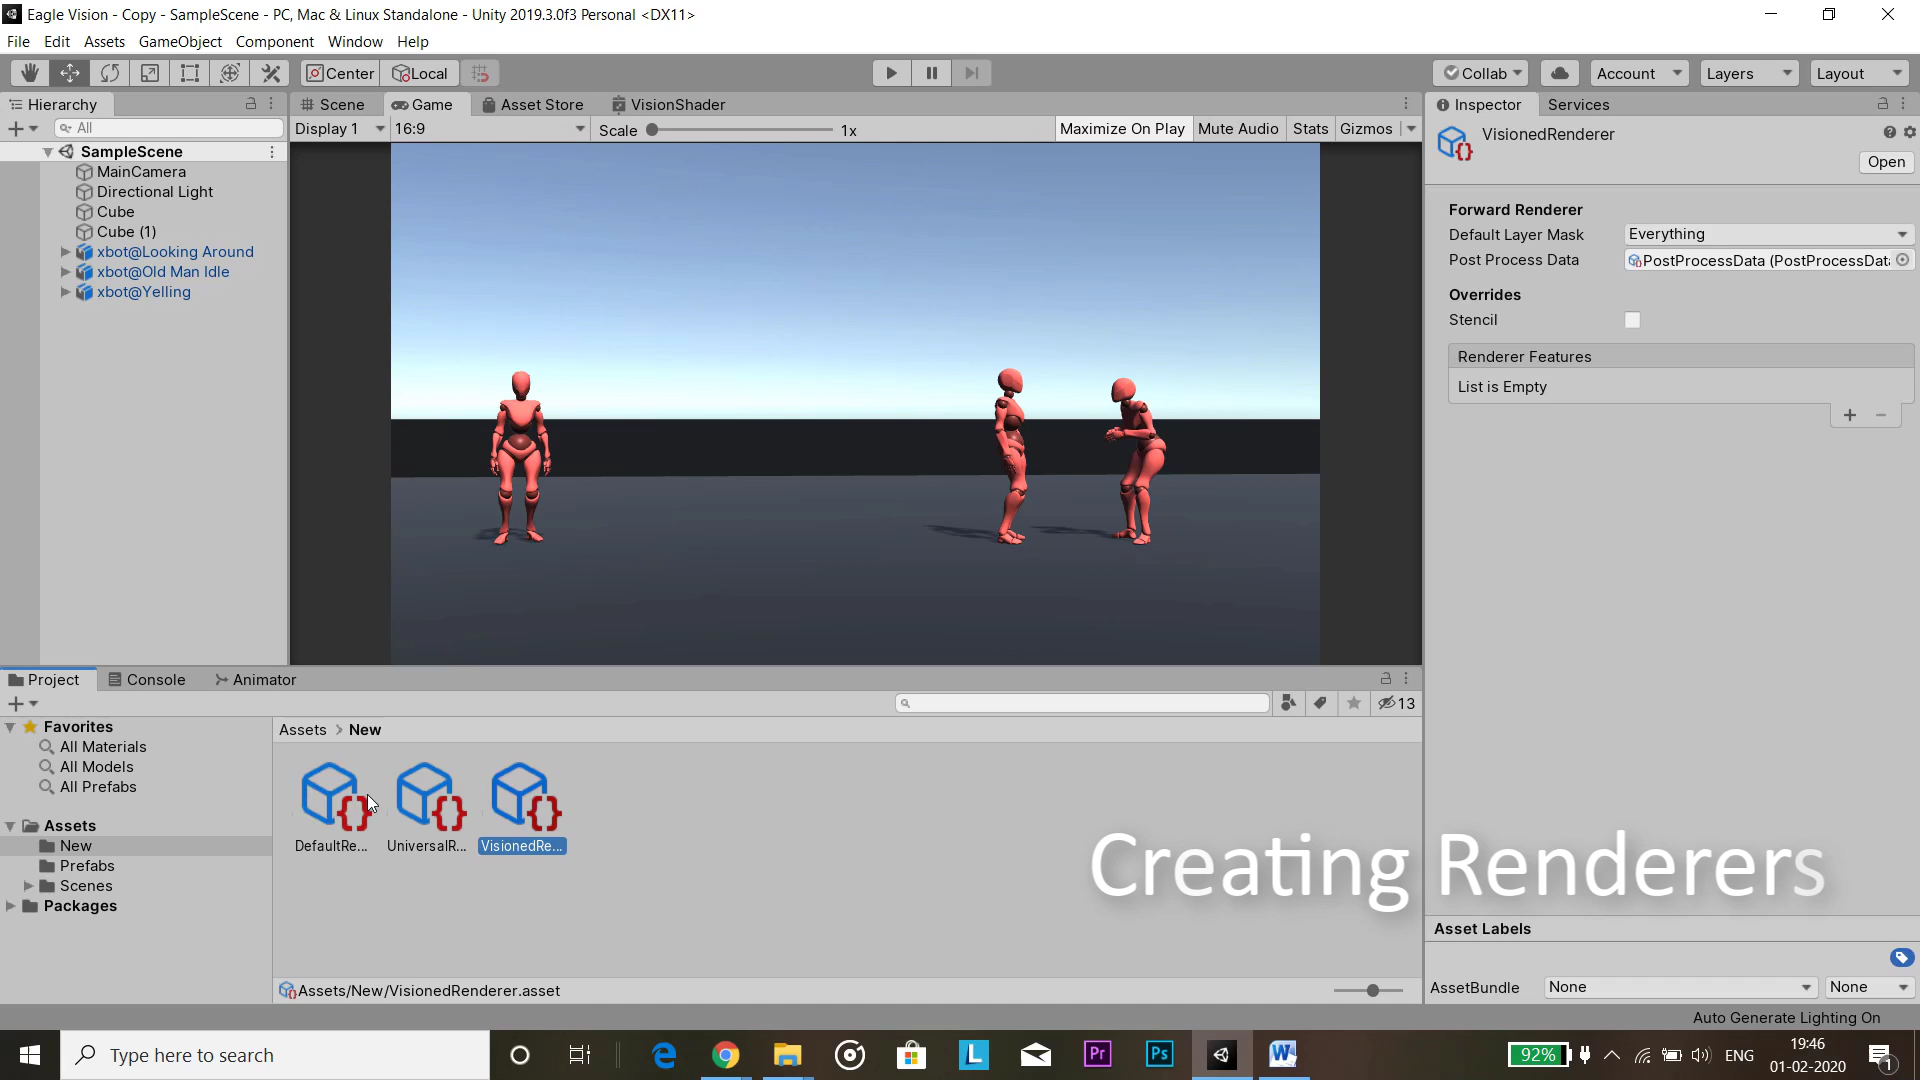 Eagle Vision - Copy - SampleScene - PC, Mac & Linux Standalone - Unity 2019.3.0f3 Personal <DX11>
File Edit Assets GameObject Component Window Help
Center Local Collab Account Layers Layout
Hierarchy Scene Game Asset Store VisionShader Inspector Services
All Display 1 16:9 Scale 1x Maximize On Play Mute Audio Stats Gizmos
SampleScene
MainCamera
Directional Light
Cube
Cube (1)
xbot@Looking Around
xbot@Old Man Idle
xbot@Yelling
VisionedRenderer
Open
Forward Renderer
Default Layer Mask Everything
Post Process Data PostProcessData (PostProcessData
Overrides
Stencil
Renderer Features
List is Empty
Project Console Animator
13
Favorites
All Materials
All Models
All Prefabs
Assets
New
Prefabs
Scenes
Packages
Assets > New
DefaultRe... UniversalR... VisionedRe...
Creating Renderers
Assets/New/VisionedRenderer.asset
Asset Labels
AssetBundle None None
Auto Generate Lighting On
Type here to search
L Pr Ps W
92% ENG 19:46
01-02-2020
1